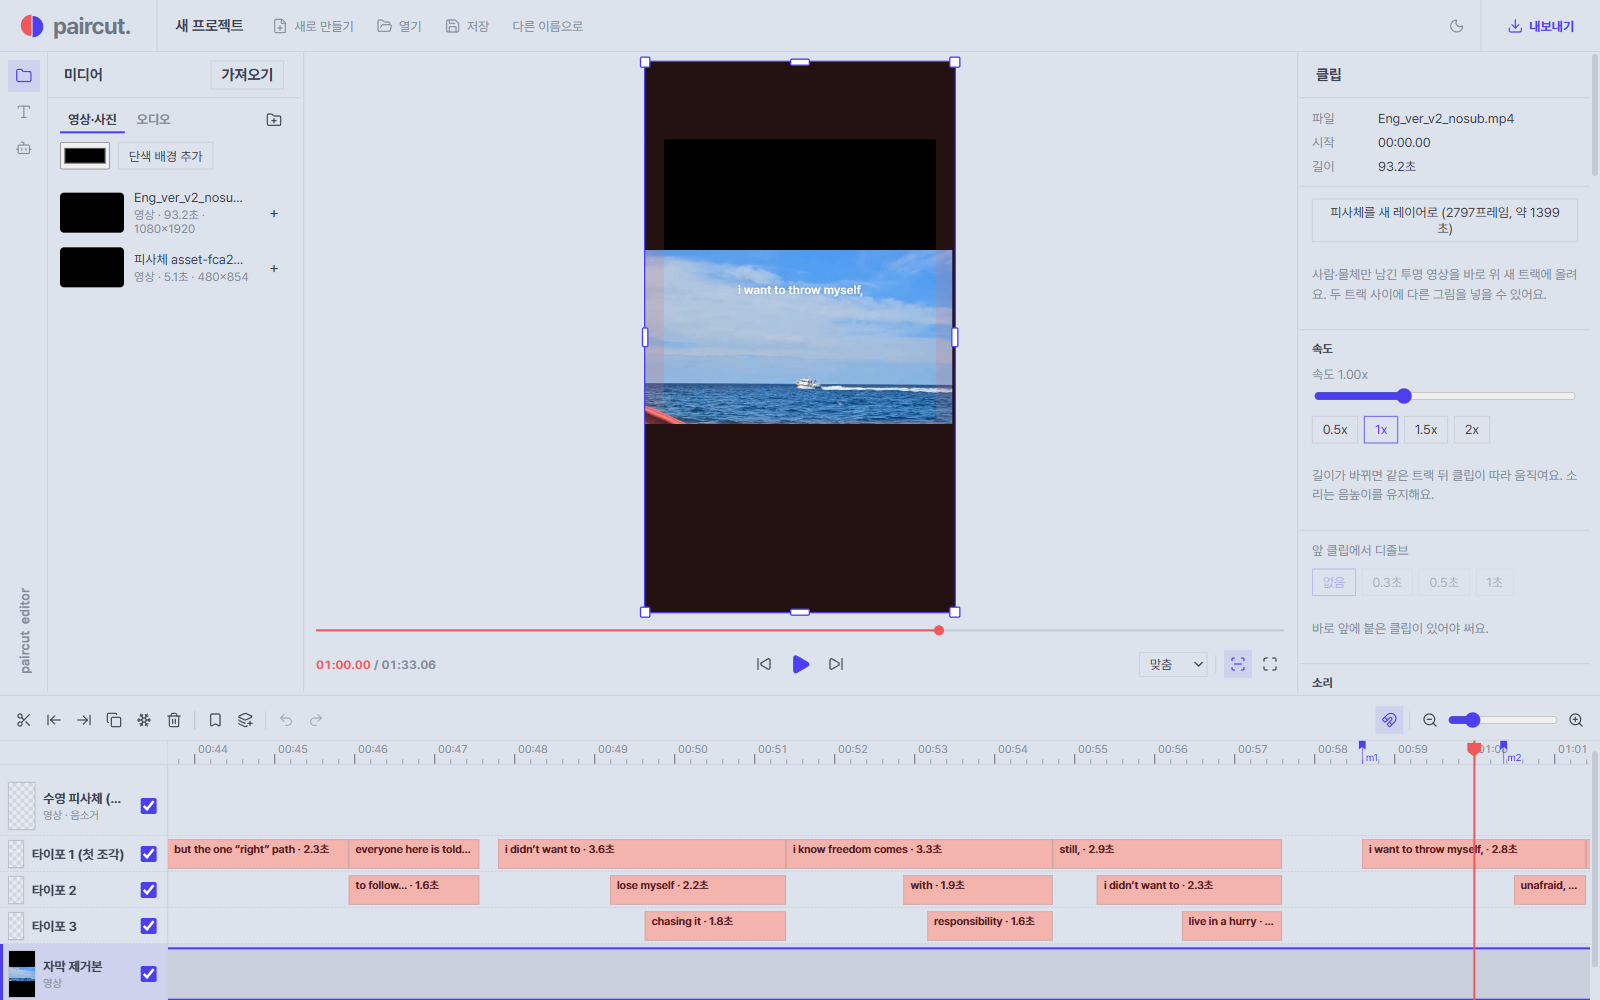 paircut.
새 프로젝트
새로 만들기
열기
저장
다른 이름으로
내보내기
미디어
가져오기
영상·사진
오디오
단색 배경 추가
Eng_ver_v2_nosu...
영상 · 93.2초 ·
1080×1920
+
피사체 asset-fca2...
영상 · 5.1초 · 480×854
+
paircut editor
i want to throw myself,
01:00.00 / 01:33.06
맞춤
클립
파일 Eng_ver_v2_nosub.mp4
시작 00:00.00
길이 93.2초
피사체를 새 레이어로 (2797프레임, 약 1399
초)
사람·물체만 남긴 투명 영상을 바로 위 새 트랙에 올려
요. 두 트랙 사이에 다른 그림을 넣을 수 있어요.
속도
속도 1.00x
0.5x 1x 1.5x 2x
길이가 바뀌면 같은 트랙 뒤 클립이 따라 움직여요. 소
리는 음높이를 유지해요.
앞 클립에서 디졸브
없음 0.3초 0.5초 1초
바로 앞에 붙은 클립이 있어야 써요.
소리
00:44 00:45 00:46 00:47 00:48 00:49 00:50 00:51 00:52 00:53 00:54 00:55 00:56 00:57 00:58 00:59 01:00 01:01
m1 m2
수영 피사체 (...
영상 · 음소거
타이포 1 (첫 조각)
but the one “right” path · 2.3초
everyone here is told...
i didn’t want to · 3.6초
i know freedom comes · 3.3초
still, · 2.9초
i want to throw myself, · 2.8초
타이포 2
to follow... · 1.6초
lose myself · 2.2초
with · 1.9초
i didn’t want to · 2.3초
unafraid, ...
타이포 3
chasing it · 1.8초
responsibility · 1.6초
live in a hurry · ...
자막 제거본
영상